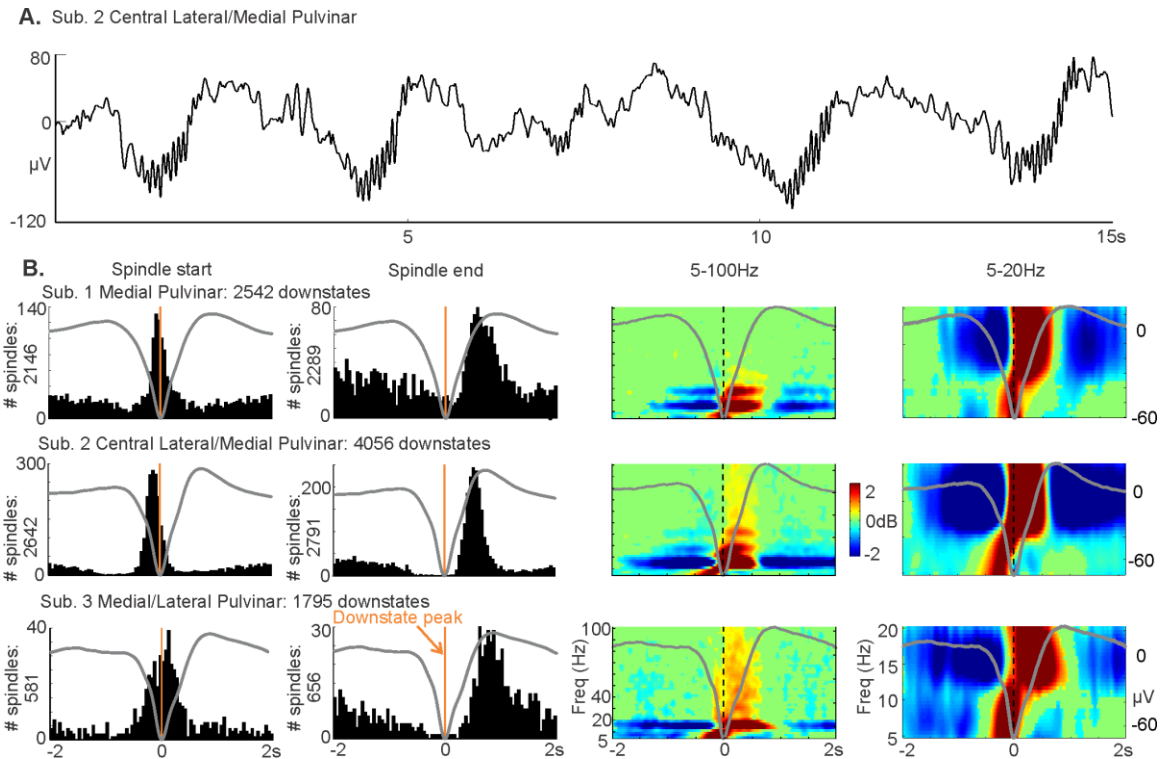 A. Sub. 2 Central Lateral/Medial Pulvinar
80
0
µV
-120
5
10
15s
B.
Spindle start
Spindle end
5-100Hz
5-20Hz
Sub. 1 Medial Pulvinar: 2542 downstates
# spindles:
2146
140
0
# spindles:
2289
80
0
0
-60
Sub. 2 Central Lateral/Medial Pulvinar: 4056 downstates
# spindles:
2642
300
0
# spindles:
2791
200
0
2
0dB
-2
0
-60
Sub. 3 Medial/Lateral Pulvinar: 1795 downstates
Downstate peak
# spindles:
581
40
0
# spindles:
656
30
0
Freq (Hz)
100
40
20
5
Freq (Hz)
20
15
10
5
0
µV
-60
-2
0
2s
-2
0
2s
-2
0
2s
-2
0
2s